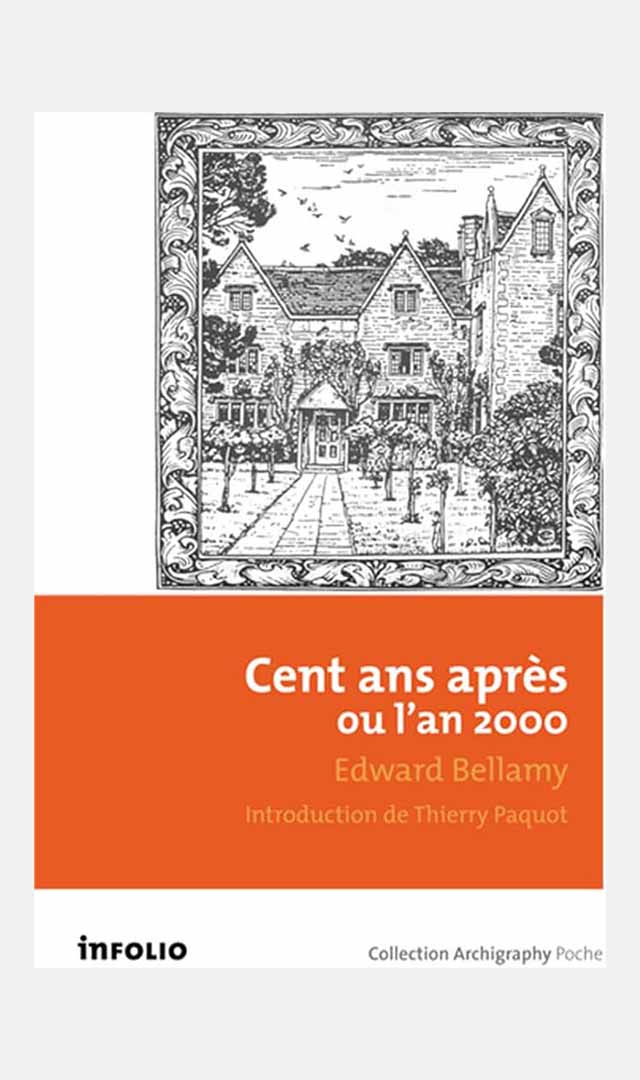 Cent ans après
ou l'an 2000
Edward Bellamy
Introduction de Thierry Paquot
inFOLIO
Collection Archigraphy Poche